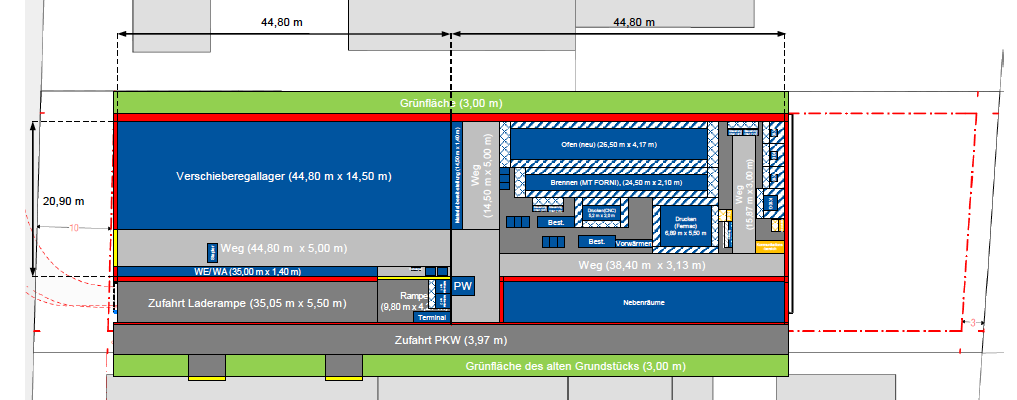 44,80 m
44,80 m
Grünfläche (3,00 m)
20,90 m
10
Verschieberegallager (44,80 m x 14,50 m)
Weg
(14,50 m x 5,00 m)
Ofen (neu) (26,50 m x 4,17 m)
Brennen (MT FORNI), (24,50 m x 2,10 m)
Weg
(15,87 m x 3,00 m)
Best.
Drucken
(Farmac)
6,89 m x 5,50 m
Best.
Vorwärmen
Weg (44,80 m x 5,00 m)
Weg (38,40 m x 3,13 m)
WE/ WA (35,00 m x 1,40 m)
Zufahrt Laderampe (35,05 m x 5,50 m)
Rampe
(9,80 m x 4,
PW
Terminal
Nebenräume
3
Zufahrt PKW (3,97 m)
Grünfläche des alten Grundstücks (3,00 m)